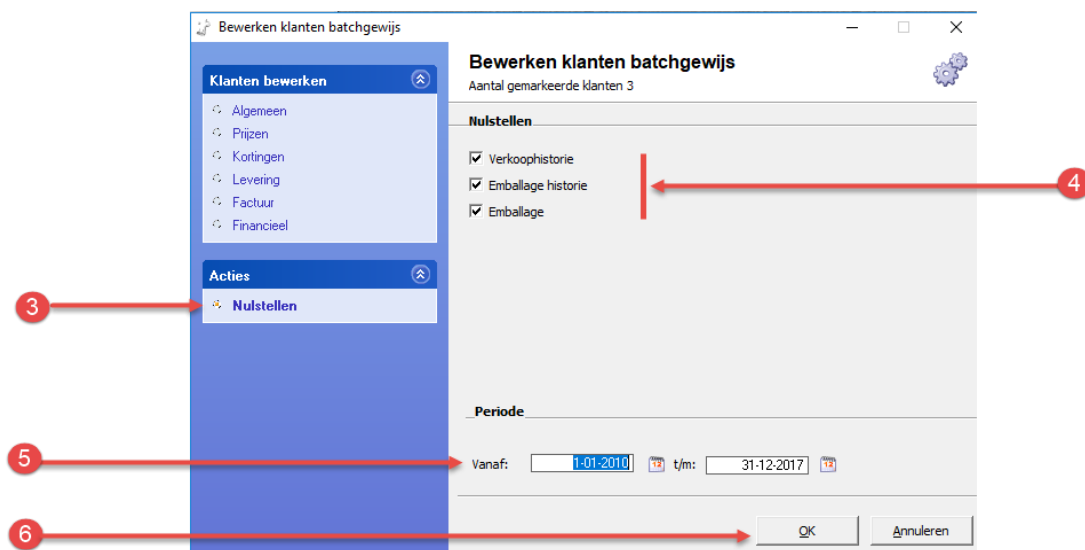 Bewerken klanten batchgewijs
Klanten bewerken
Algemeen
Prijzen
Kortingen
Levering
Factuur
Financieel
Acties
3
Nulstellen
Bewerken klanten batchgewijs
Aantal gemarkeerde klanten 3
Nulstellen
Verkoophistorie
Emballage historie
4
Emballage
Periode
5
Vanaf: 1-01-2010 12 t/m: 31-12-2017 12
6
OK Annuleren